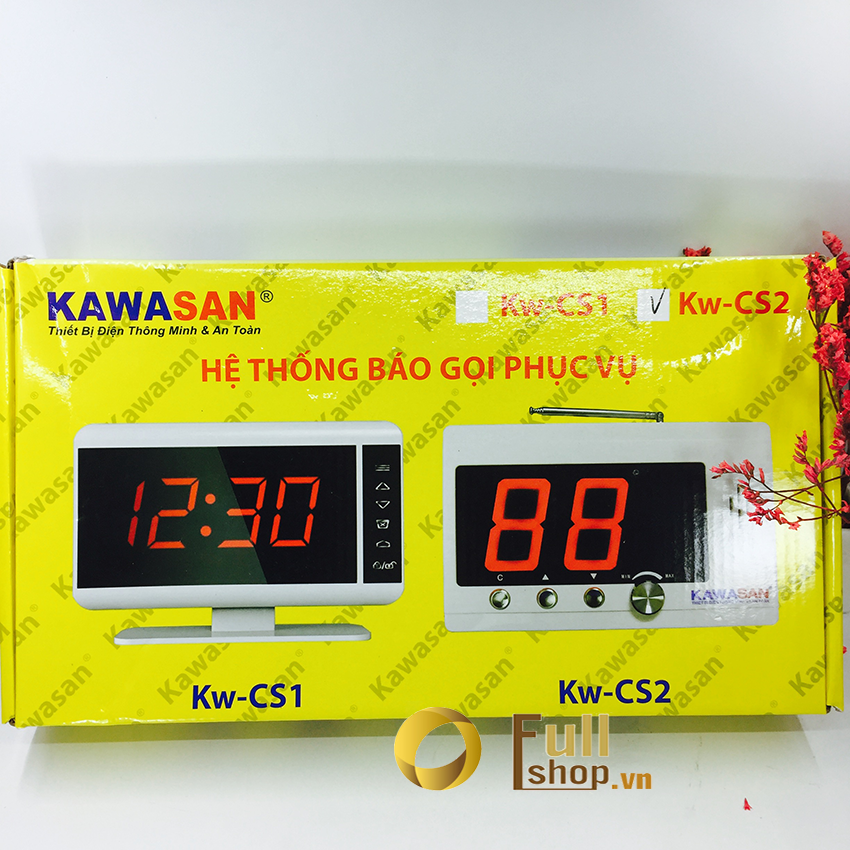 KAWASAN®
Thiết Bị Điện Thông Minh & An Toàn
Kw-CS1
Kw-CS2
HỆ THỐNG BÁO GỌI PHỤC VỤ
12:30
88
C
KAWASAN
Kw-CS1
Kw-CS2
Full
shop.vn